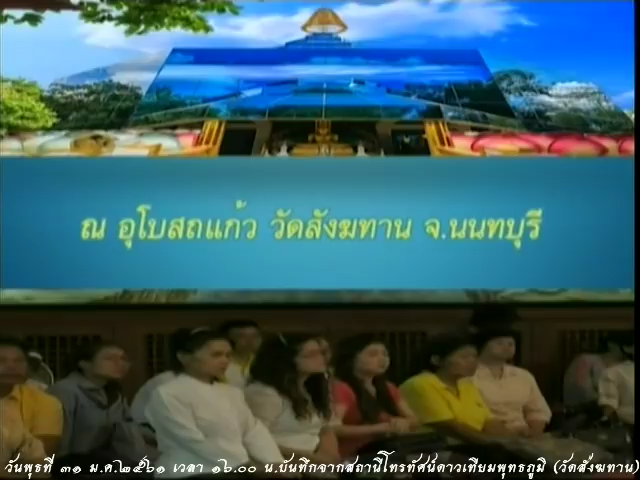 ณ อุโบสถแก้ว วัดสังฆทาน จ.นนทบุรี
วันพุธที่ ๓๑ ม.ค.๒๕๖๑ เวลา ๑๖.๐๐ น.บันทึกจากสถานีโทรทัศน์ดาวเทียมพุทธภูมิ (วัดสังฆทาน)